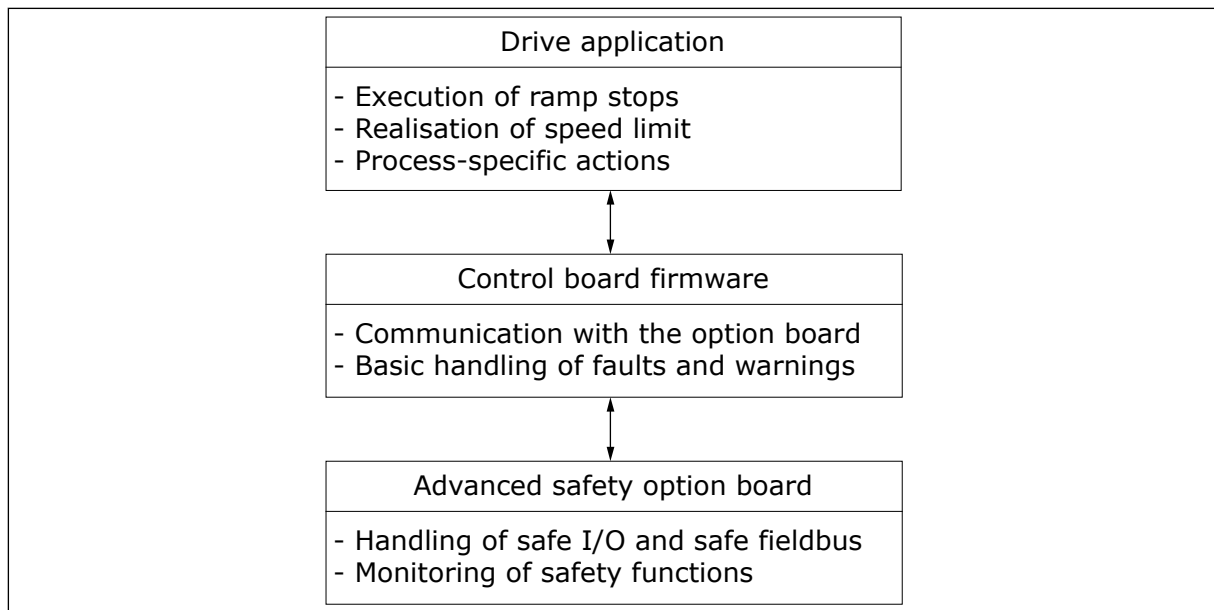 Drive application
- Execution of ramp stops
- Realisation of speed limit
- Process-specific actions
Control board firmware
- Communication with the option board
- Basic handling of faults and warnings
Advanced safety option board
- Handling of safe I/O and safe fieldbus
- Monitoring of safety functions